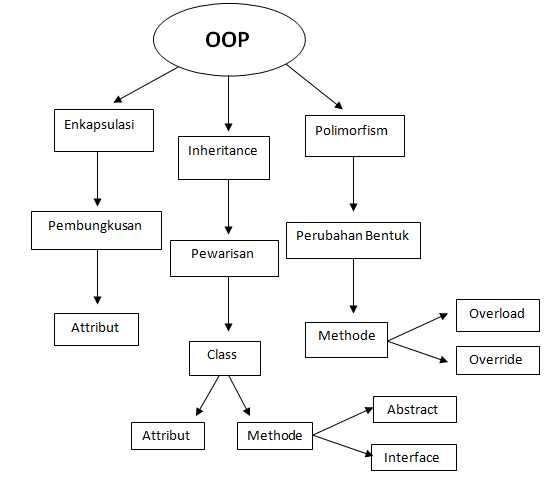 OOP
Enkapsulasi
Inheritance
Polimorfism
Pembungkusan
Pewarisan
Perubahan Bentuk
Attribut
Class
Methode
Overload
Override
Attribut
Methode
Abstract
Interface